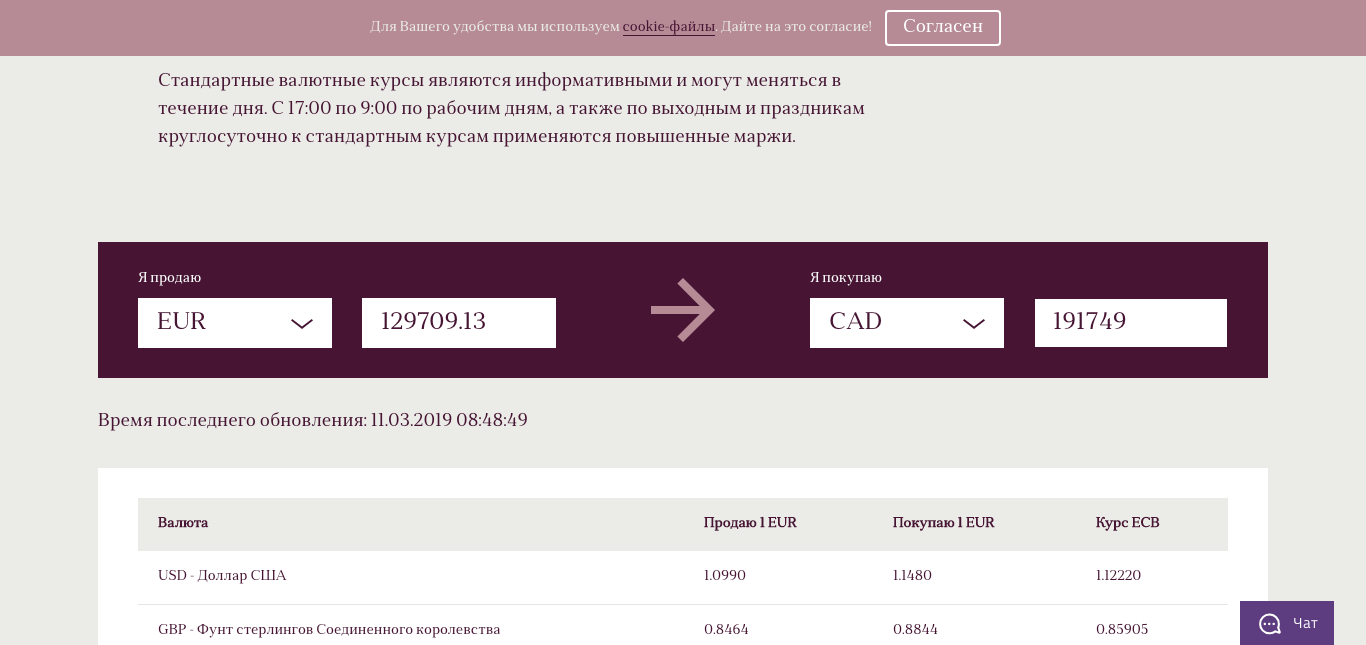 Для Вашего удобства мы используем cookie-файлы. Дайте на это согласие! Согласен
Стандартные валютные курсы являются информативными и могут меняться в
течение дня. С 17:00 по 9:00 по рабочим дням, а также по выходным и праздникам
круглосуточно к стандартным курсам применяются повышенные маржи.
Я продаю Я покупаю
EUR 129709.13 CAD 191749
Время последнего обновления: 11.03.2019 08:48:49
Валюта Продаю 1 EUR Покупаю 1 EUR Курс ECB
USD - Доллар США 1.0990 1.1480 1.12220
GBP - Фунт стерлингов Соединенного королевства 0.8464 0.8844 0.85905
Чат